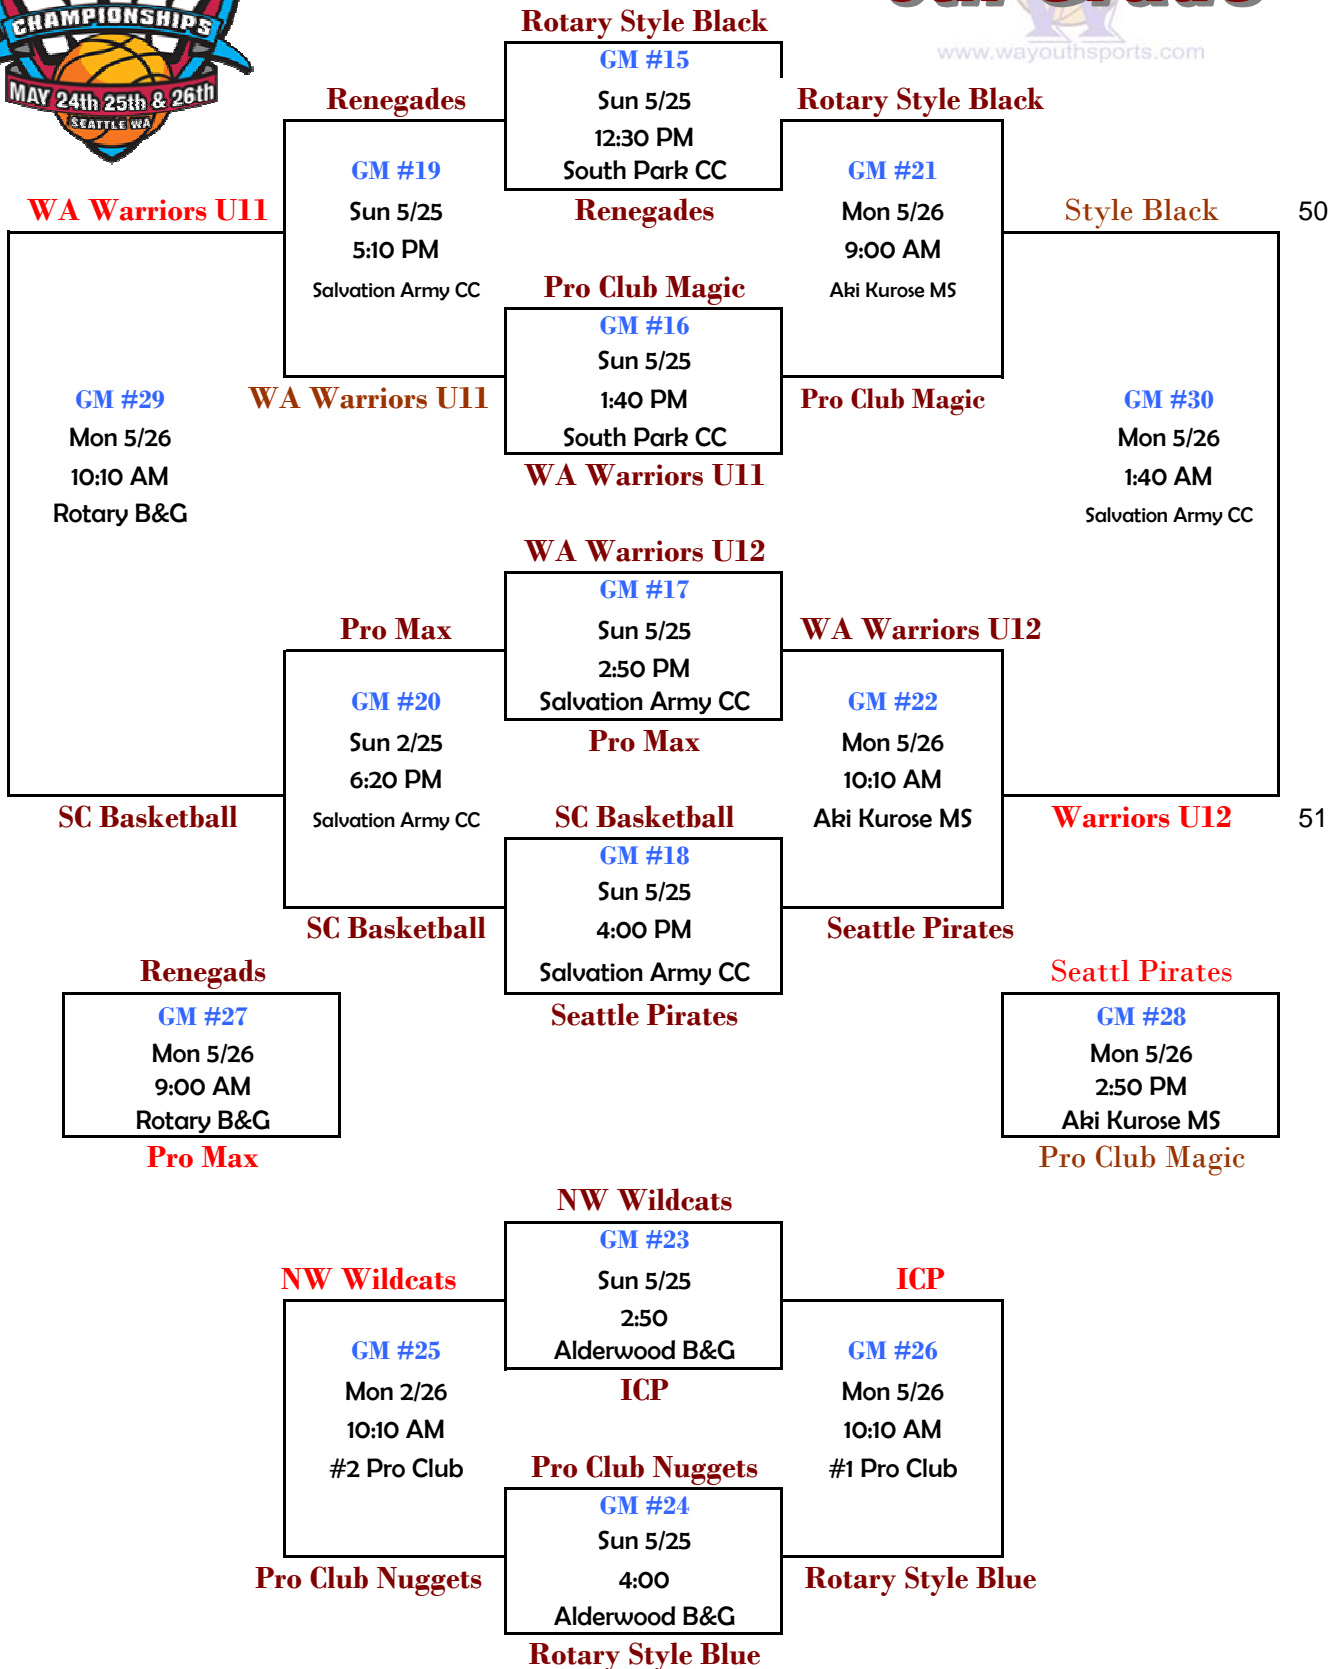 CHAMPIONSHIPS
MAY 24th 25th & 26th
SEATTLE WA
www.wayouthsports.com
Rotary Style Black
GM #15
Sun 5/25
12:30 PM
South Park CC
Renegades
Renegades
GM #19
Sun 5/25
5:10 PM
Salvation Army CC
WA Warriors U11
Rotary Style Black
GM #21
Mon 5/26
9:00 AM
Aki Kurose MS
Pro Club Magic
Pro Club Magic
GM #16
Sun 5/25
1:40 PM
South Park CC
WA Warriors U11
WA Warriors U11
GM #29
Mon 5/26
10:10 AM
Rotary B&G
SC Basketball
Style Black 50
GM #30
Mon 5/26
1:40 AM
Salvation Army CC
Warriors U12 51
WA Warriors U12
GM #17
Sun 5/25
2:50 PM
Salvation Army CC
Pro Max
Pro Max
GM #20
Sun 2/25
6:20 PM
Salvation Army CC
SC Basketball
WA Warriors U12
GM #22
Mon 5/26
10:10 AM
Aki Kurose MS
Seattle Pirates
SC Basketball
GM #18
Sun 5/25
4:00 PM
Salvation Army CC
Seattle Pirates
Renegads
GM #27
Mon 5/26
9:00 AM
Rotary B&G
Pro Max
Seattl Pirates
GM #28
Mon 5/26
2:50 PM
Aki Kurose MS
Pro Club Magic
NW Wildcats
GM #23
Sun 5/25
2:50
Alderwood B&G
ICP
NW Wildcats
GM #25
Mon 2/26
10:10 AM
#2 Pro Club
Pro Club Nuggets
ICP
GM #26
Mon 5/26
10:10 AM
#1 Pro Club
Rotary Style Blue
Pro Club Nuggets
GM #24
Sun 5/25
4:00
Alderwood B&G
Rotary Style Blue